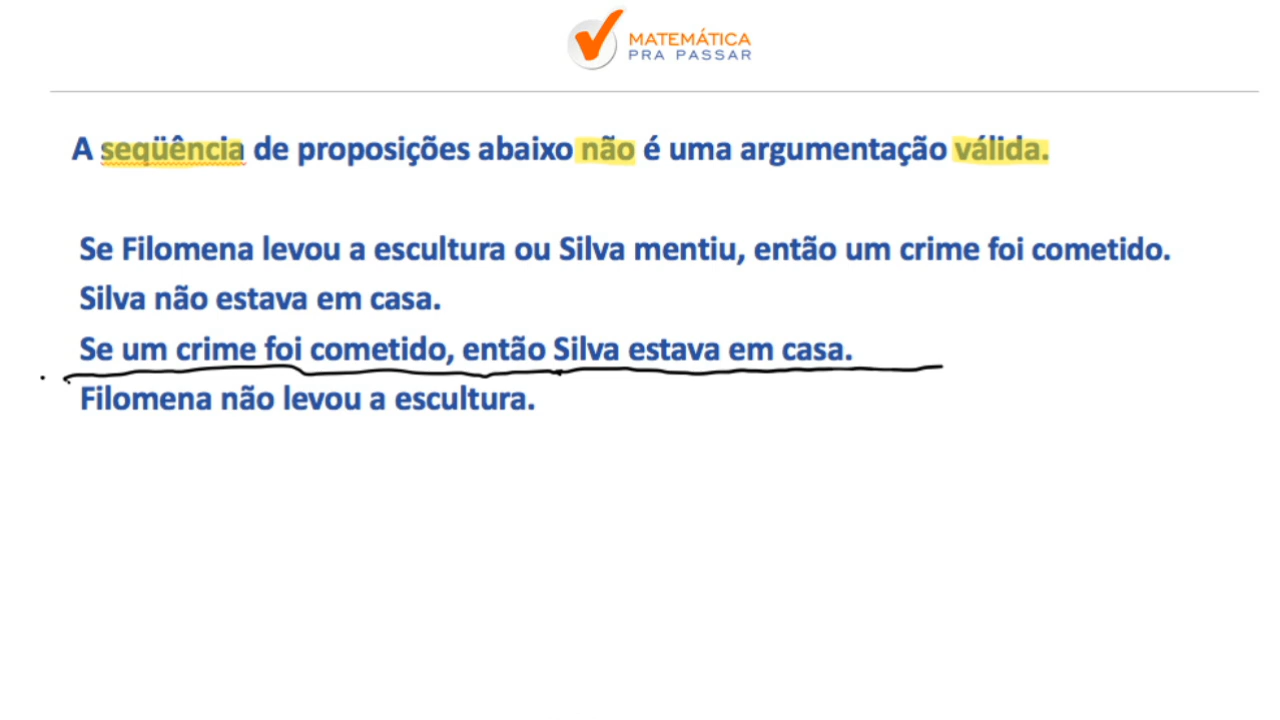 MATEMÁTICA
PRA PASSAR
A seqüência de proposições abaixo não é uma argumentação válida.
Se Filomena levou a escultura ou Silva mentiu, então um crime foi cometido.
Silva não estava em casa.
Se um crime foi cometido, então Silva estava em casa.
Filomena não levou a escultura.